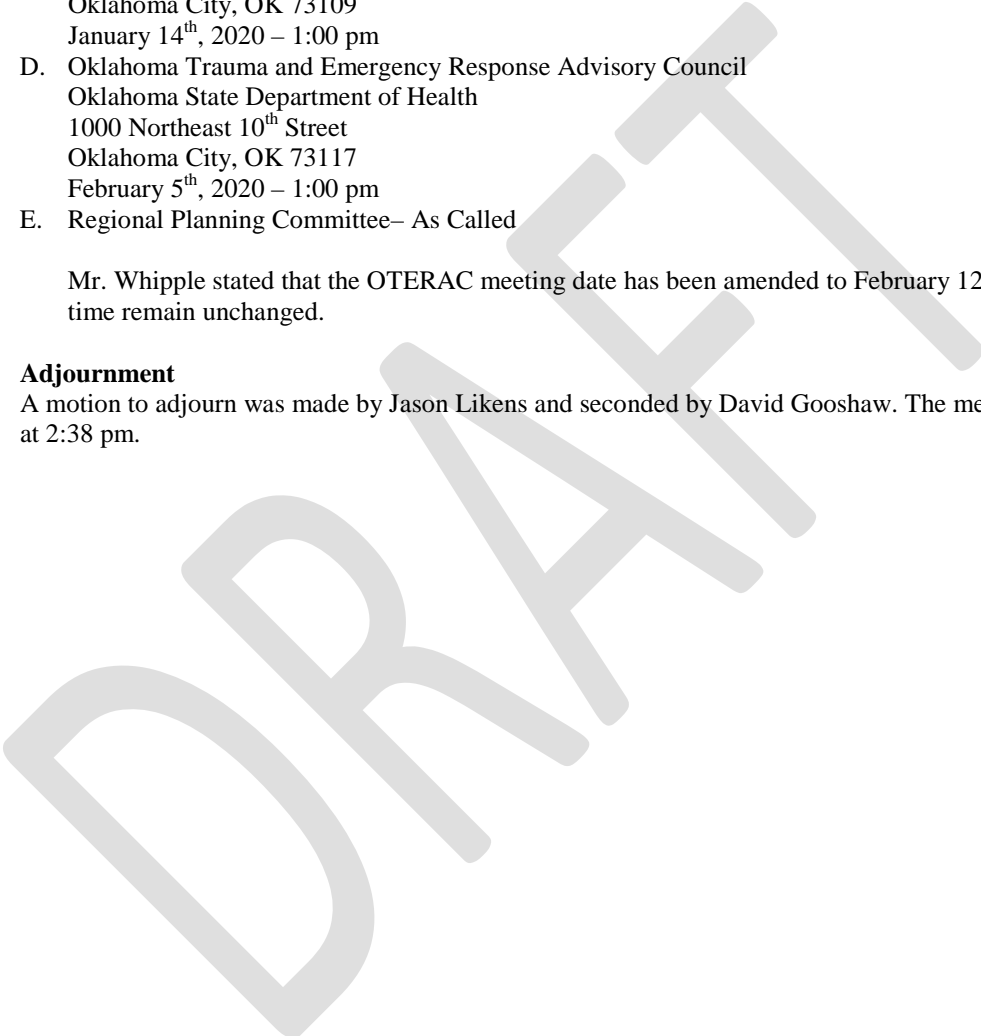 Oklahoma City, OK 73109
January 14th, 2020 – 1:00 pm
D. Oklahoma Trauma and Emergency Response Advisory Council
Oklahoma State Department of Health
1000 Northeast 10th Street
Oklahoma City, OK 73117
February 5th, 2020 – 1:00 pm
E. Regional Planning Committee– As Called
Mr. Whipple stated that the OTERAC meeting date has been amended to February 12
time remain unchanged.
Adjournment
A motion to adjourn was made by Jason Likens and seconded by David Gooshaw. The me
at 2:38 pm.
DRAFT